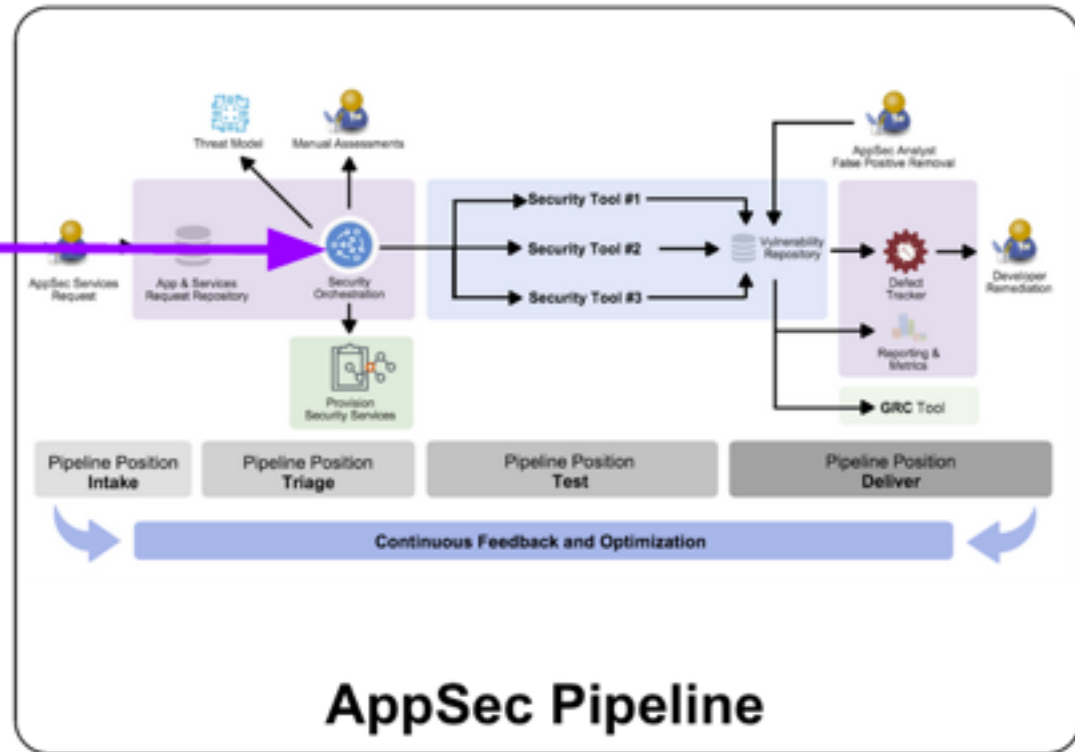 Threat Model
Manual Assessments
AppSec Analyst
False Positive Removal
AppSec Services
Request
App & Services
Request Repository
Security
Orchestration
Security Tool #1
Security Tool #2
Security Tool #3
Vulnerability
Repository
Defect
Tracker
Developer
Remediation
Reporting &
Metrics
Provision
Security Services
GRC Tool
Pipeline Position
Intake
Pipeline Position
Triage
Pipeline Position
Test
Pipeline Position
Deliver
Continuous Feedback and Optimization
AppSec Pipeline